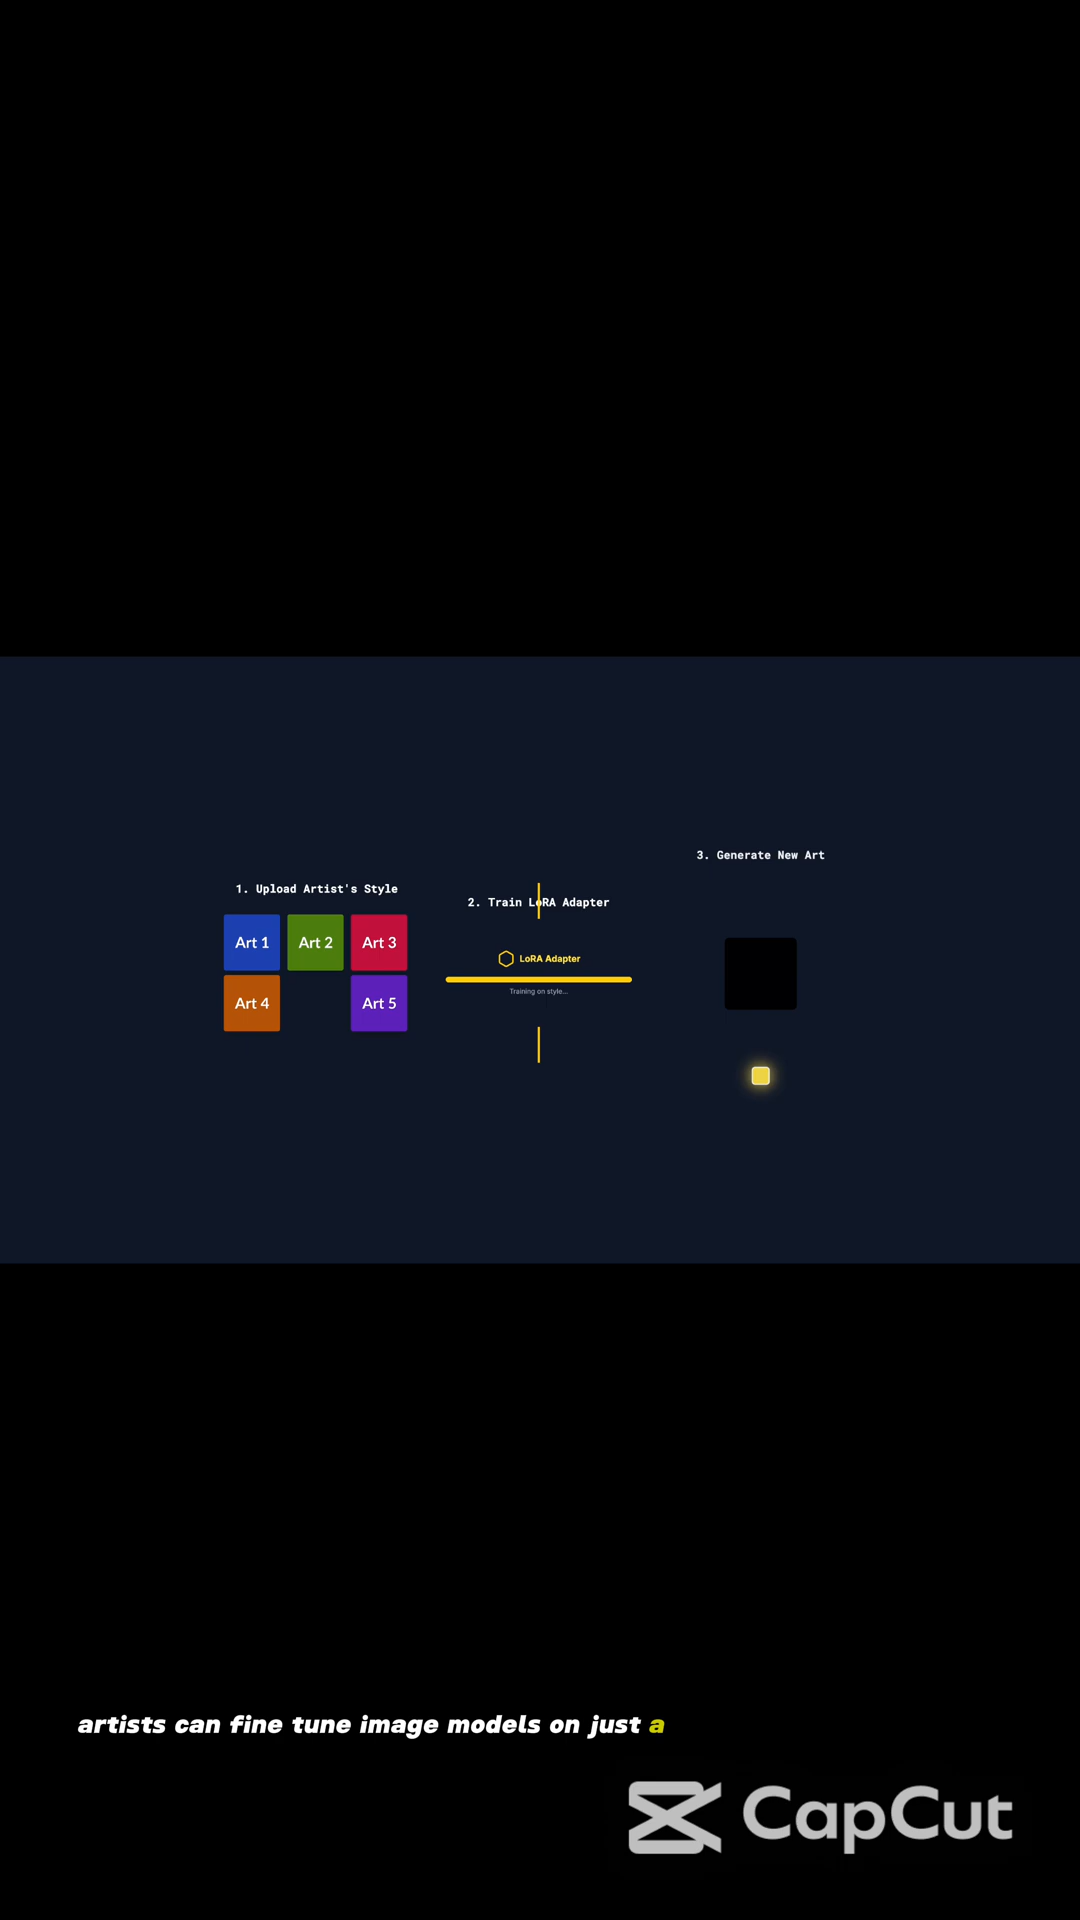 3. Generate New Art
1. Upload Artist's Style
2. Train LoRA Adapter
Art 1 Art 2 Art 3
LoRA Adapter
Training on style...
Art 4 Art 5
artists can fine tune image models on just a
CapCut